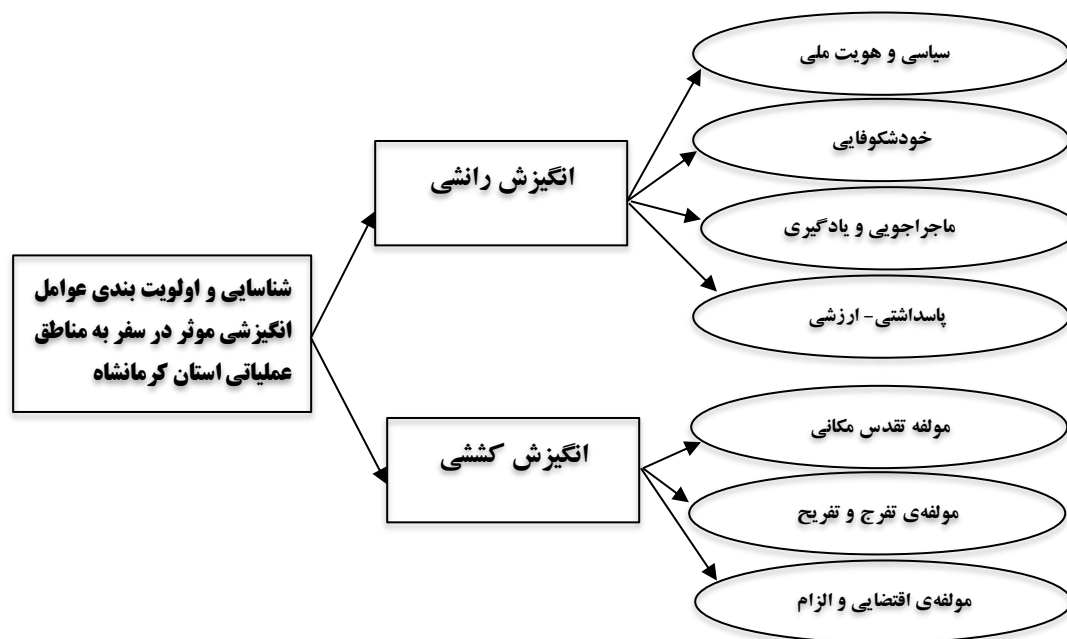 شناسایی و اولویت بندی عوامل
انگیزشی موثر در سفر به مناطق
عملیاتی استان کرمانشاه
انگیزش رانشی
سیاسی و هویت ملی
خودشکوفایی
ماجراجویی و یادگیری
پاسداشتی- ارزشی
انگیزش کششی
مولفه تقدس مکانی
مولفه‌ی تفرج و تفریح
مولفه‌ی اقتضایی و الزام